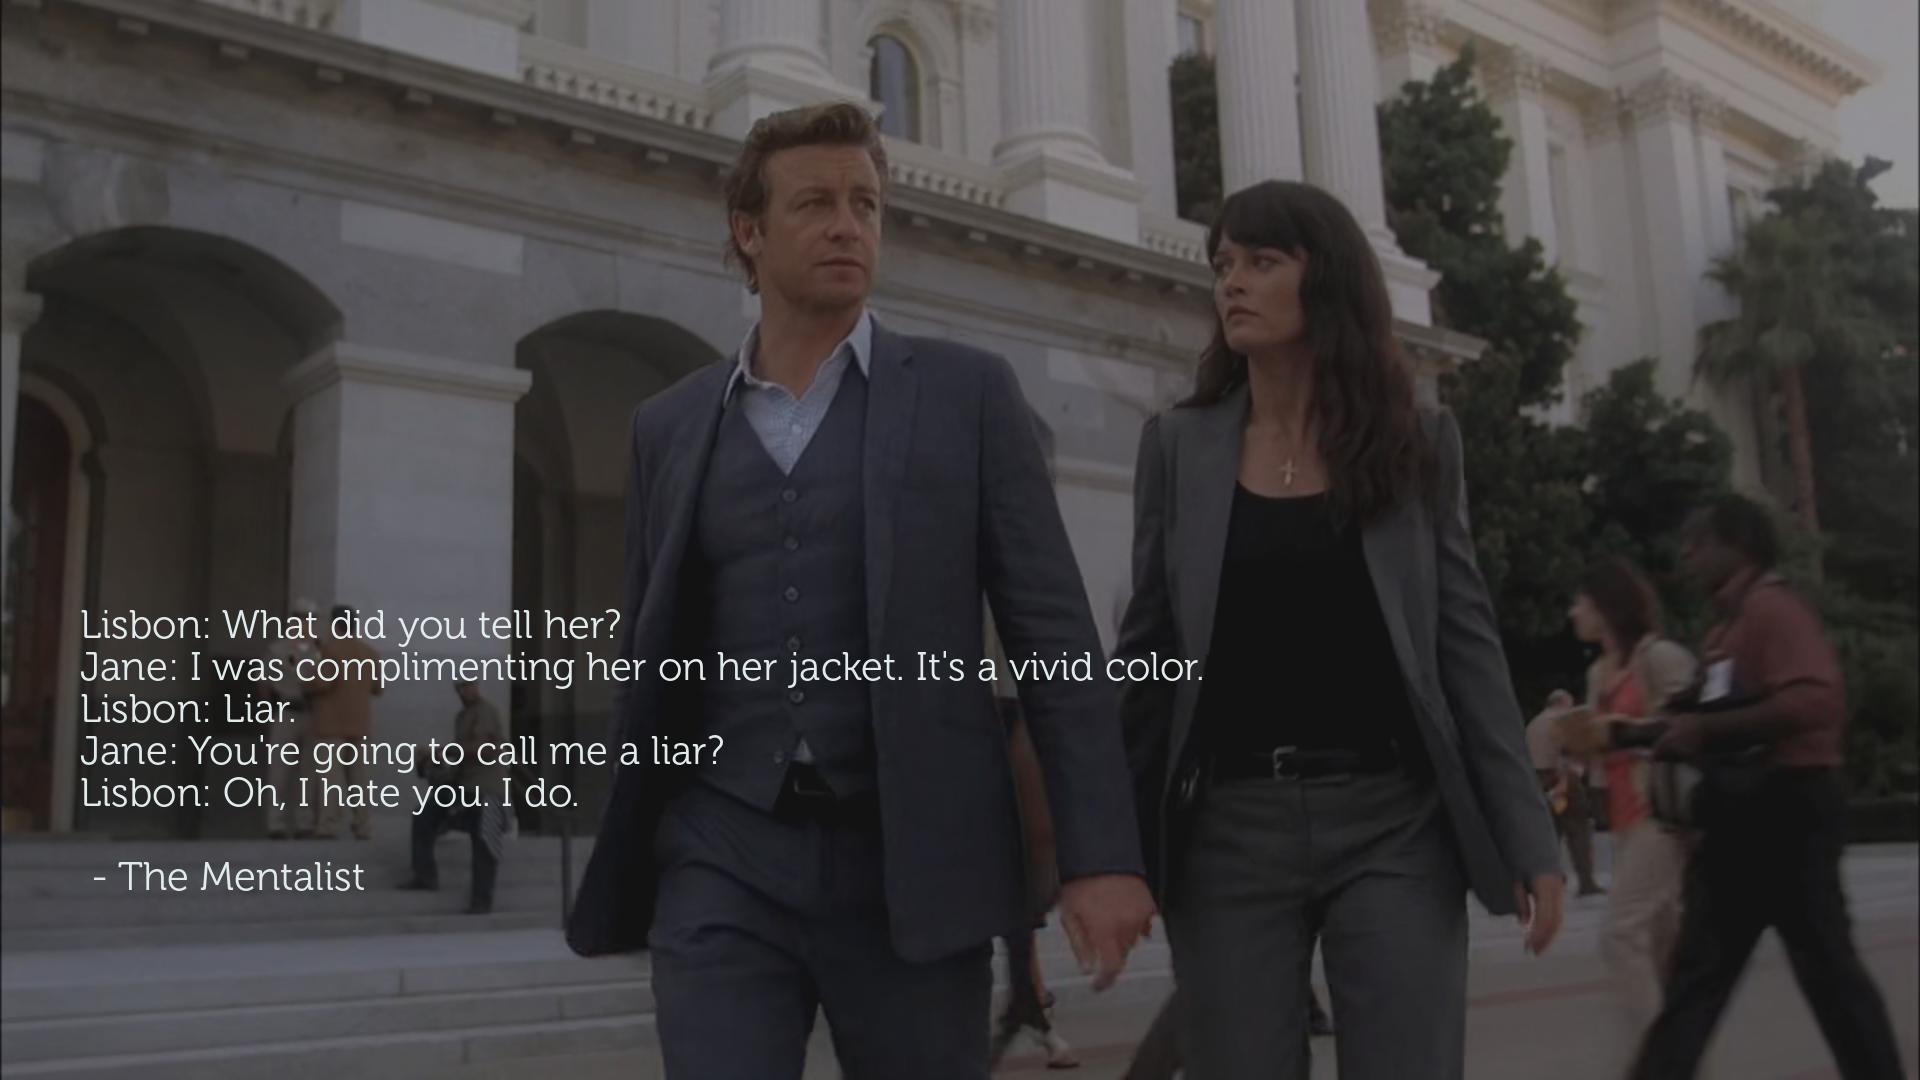 Lisbon: What did you tell her?
Jane: I was complimenting her on her jacket. It's a vivid color.
Lisbon: Liar.
Jane: You're going to call me a liar?
Lisbon: Oh, I hate you. I do.
- The Mentalist